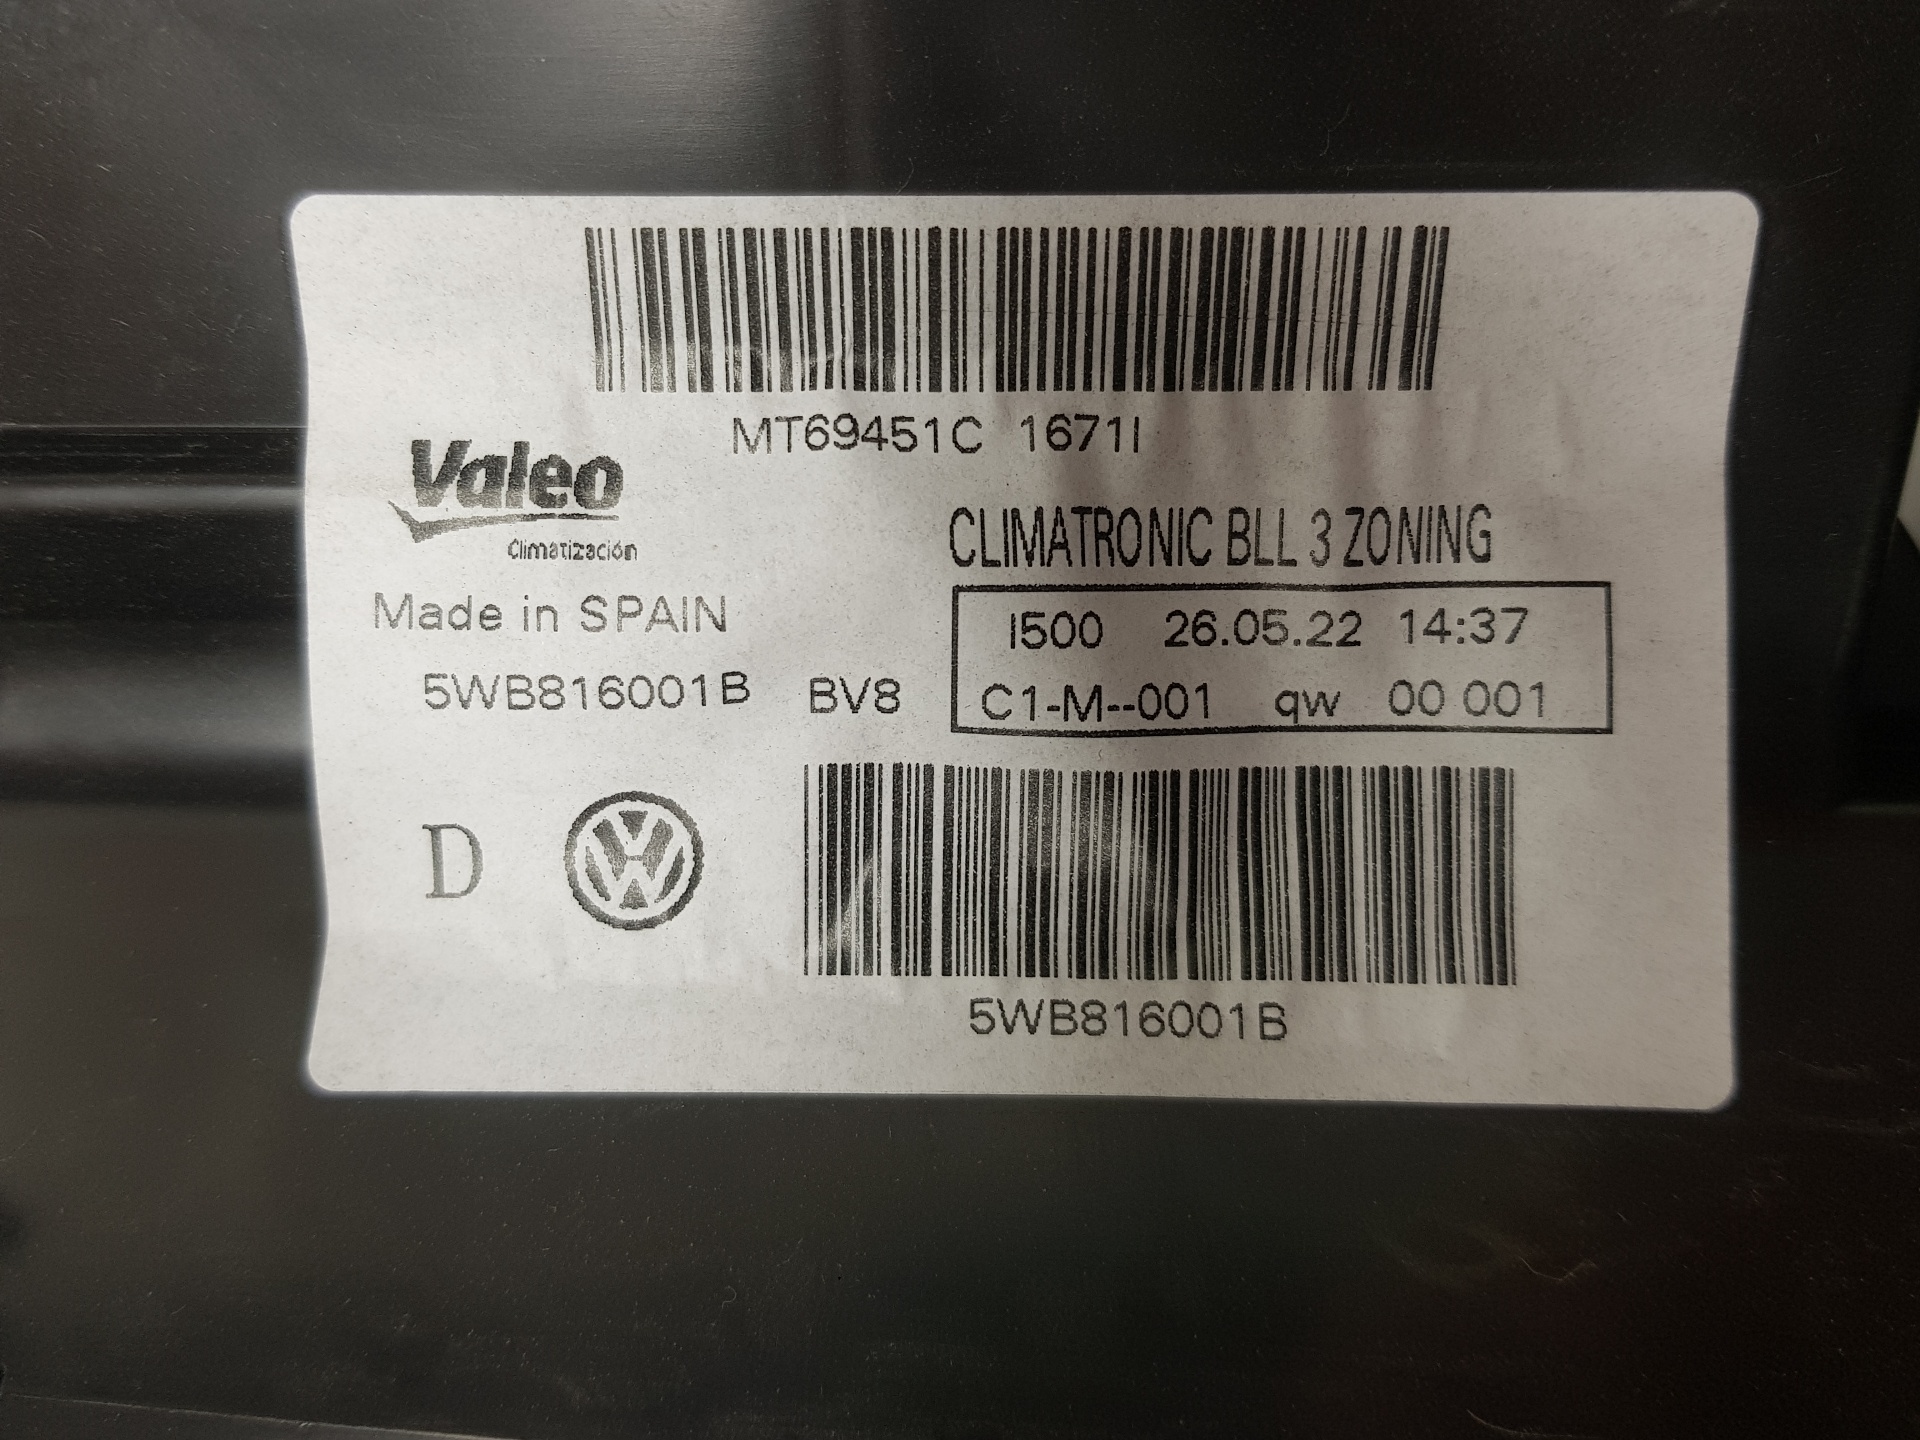 MT69451C 1671I
Valeo
Climatización
CLIMATRONIC BLL 3 ZONING
Made in SPAIN
I500 26.05.22 14:37
5WB816001B BV8
C1-M--001 qw 00 001
D
VW
5WB816001B